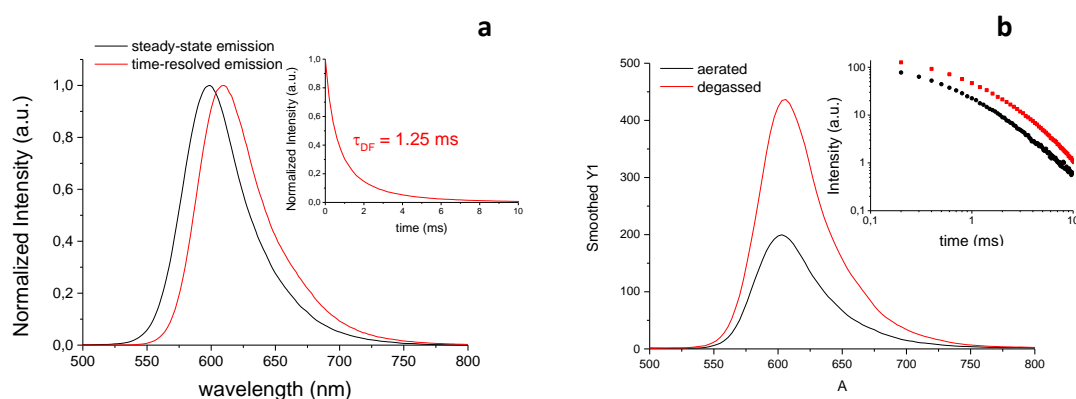 a
steady-state emission
time-resolved emission
Normalized Intensity (a.u.)
1,0
0,8
0,6
0,4
0,2
0,0
500 550 600 650 700 750 800
wavelength (nm)
Normalized Intensity (a.u.)
1,0
0,8
0,6
0,4
0,2
0,0
0 2 4 6 8 10
time (ms)
τDF = 1.25 ms
b
aerated
degassed
Smoothed Y1
500
400
300
200
100
0
500 550 600 650 700 750 800
A
Intensity (a.u.)
100
10
1
0,1
0,1 1 10
time (ms)